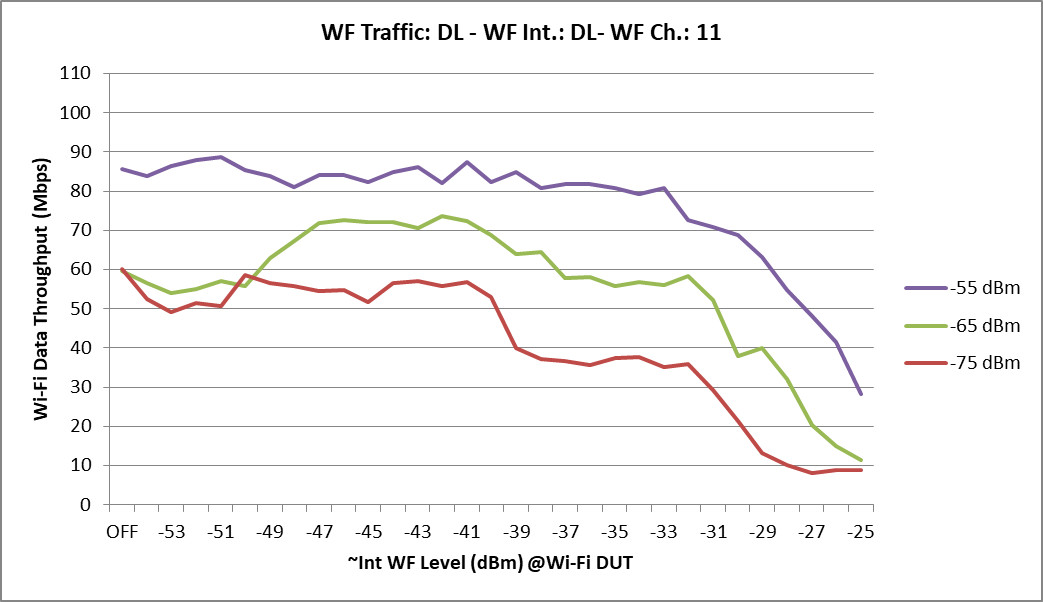 WF Traffic: DL - WF Int.: DL- WF Ch.: 11
110
100
90
80
70
60
50
40
30
20
10
0
Wi-Fi Data Throughput (Mbps)
OFF -53 -51 -49 -47 -45 -43 -41 -39 -37 -35 -33 -31 -29 -27 -25
~Int WF Level (dBm) @Wi-Fi DUT
-55 dBm
-65 dBm
-75 dBm